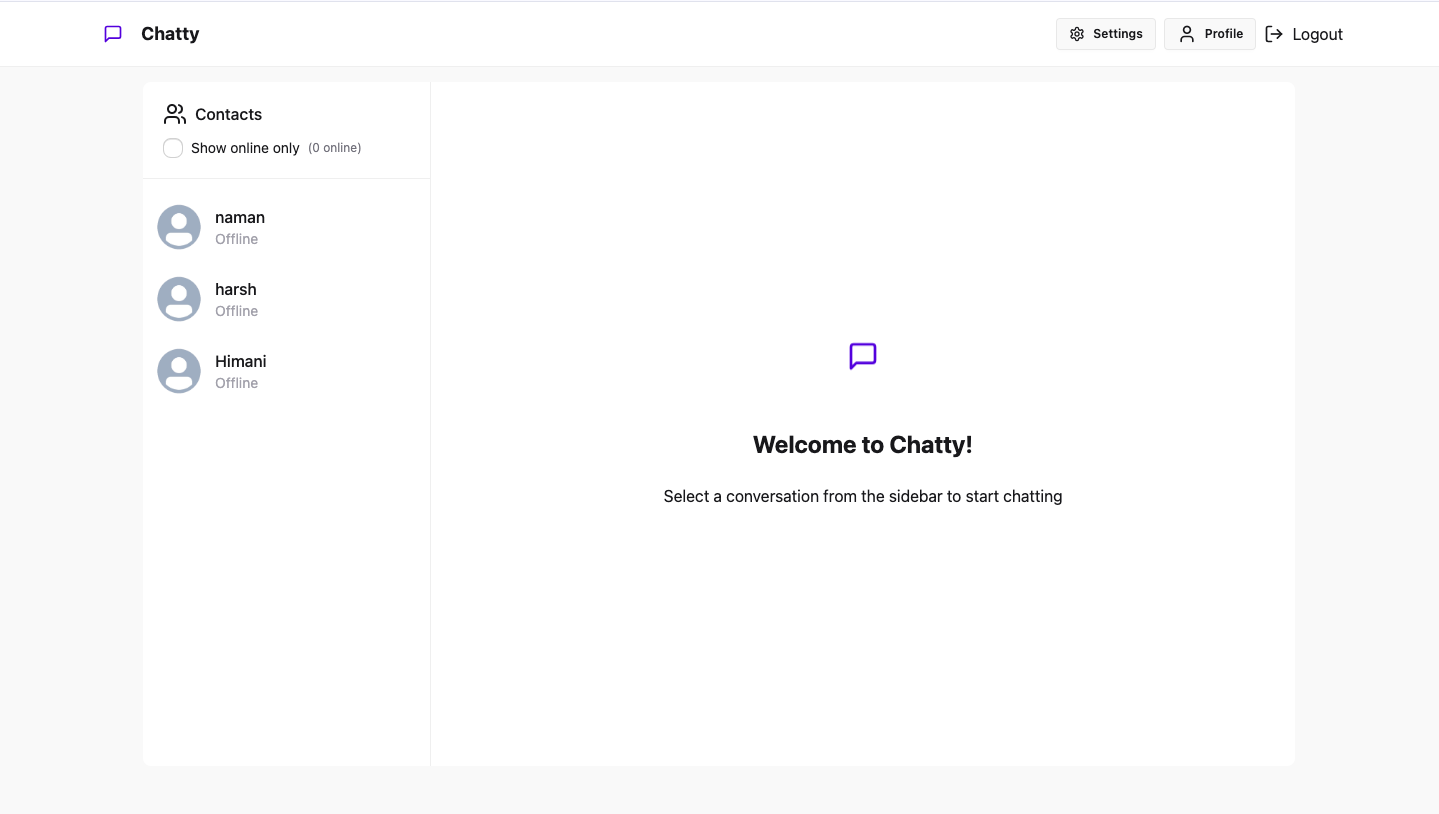 Chatty
Settings
Profile
Logout
Contacts
Show online only (0 online)
naman
Offline
harsh
Offline
Himani
Offline
Welcome to Chatty!
Select a conversation from the sidebar to start chatting